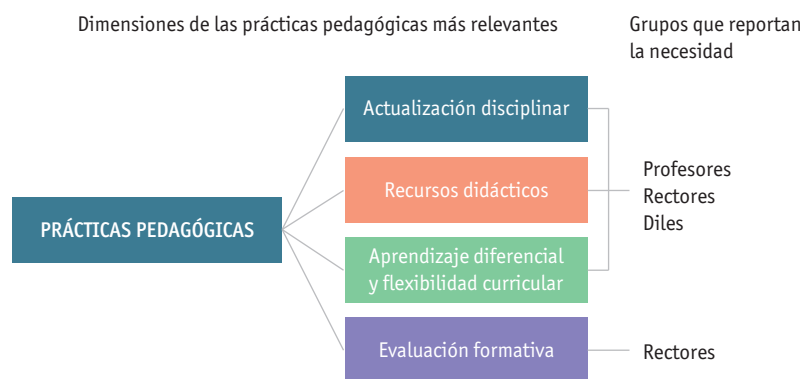 Dimensiones de las prácticas pedagógicas más relevantes
Grupos que reportan
la necesidad
PRÁCTICAS PEDAGÓGICAS
Actualización disciplinar
Recursos didácticos
Aprendizaje diferencial
y flexibilidad curricular
Evaluación formativa
Profesores
Rectores
Diles
Rectores